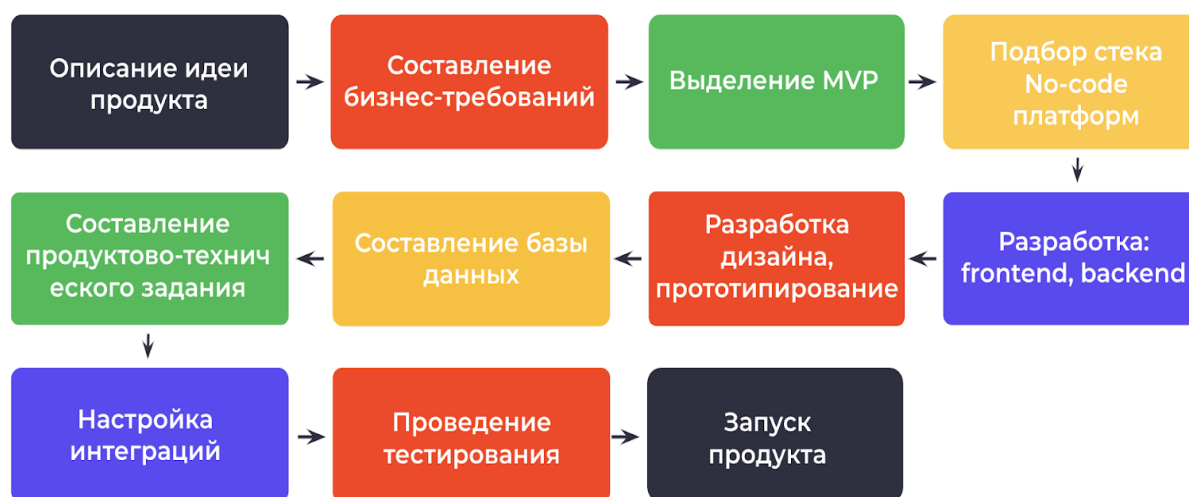 Описание идеи
продукта
Составление
бизнес-требований
Выделение MVP
Подбор стека
No-code
платформ
Разработка:
frontend, backend
Разработка
дизайна,
прототипирование
Составление базы
данных
Составление
продуктово-технич
еского задания
Настройка
интеграций
Проведение
тестирования
Запуск
продукта